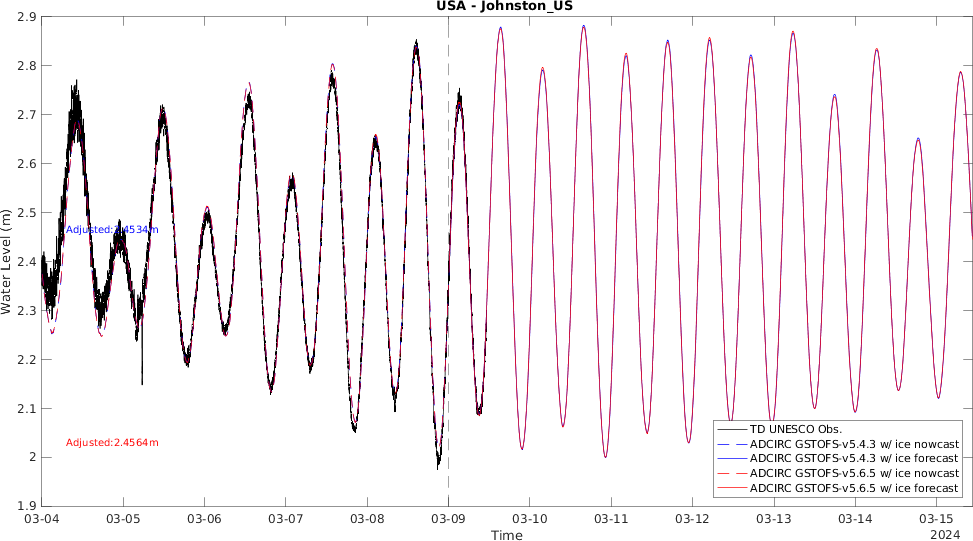 USA - Johnston_US
2.9
2.8
2.7
2.6
2.5
2.4
2.3
2.2
2.1
2
1.9
Water Level (m)
Adjusted:2.4534m
Adjusted:2.4564m
TD UNESCO Obs.
ADCIRC GSTOFS-v5.4.3 w/ ice nowcast
ADCIRC GSTOFS-v5.4.3 w/ ice forecast
ADCIRC GSTOFS-v5.6.5 w/ ice nowcast
ADCIRC GSTOFS-v5.6.5 w/ ice forecast
03-04 03-05 03-06 03-07 03-08 03-09 03-10 03-11 03-12 03-13 03-14 03-15
Time
2024